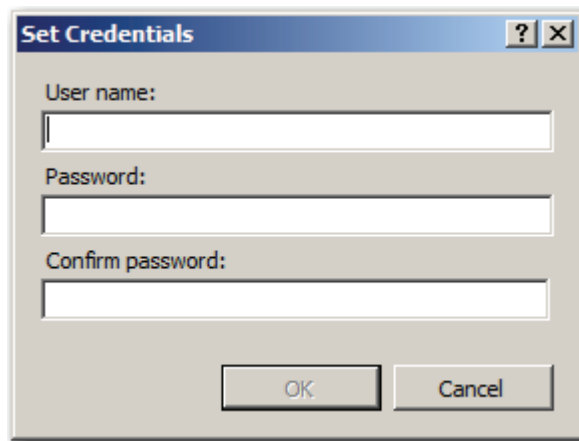 Set Credentials
User name:
Password:
Confirm password:
OK Cancel